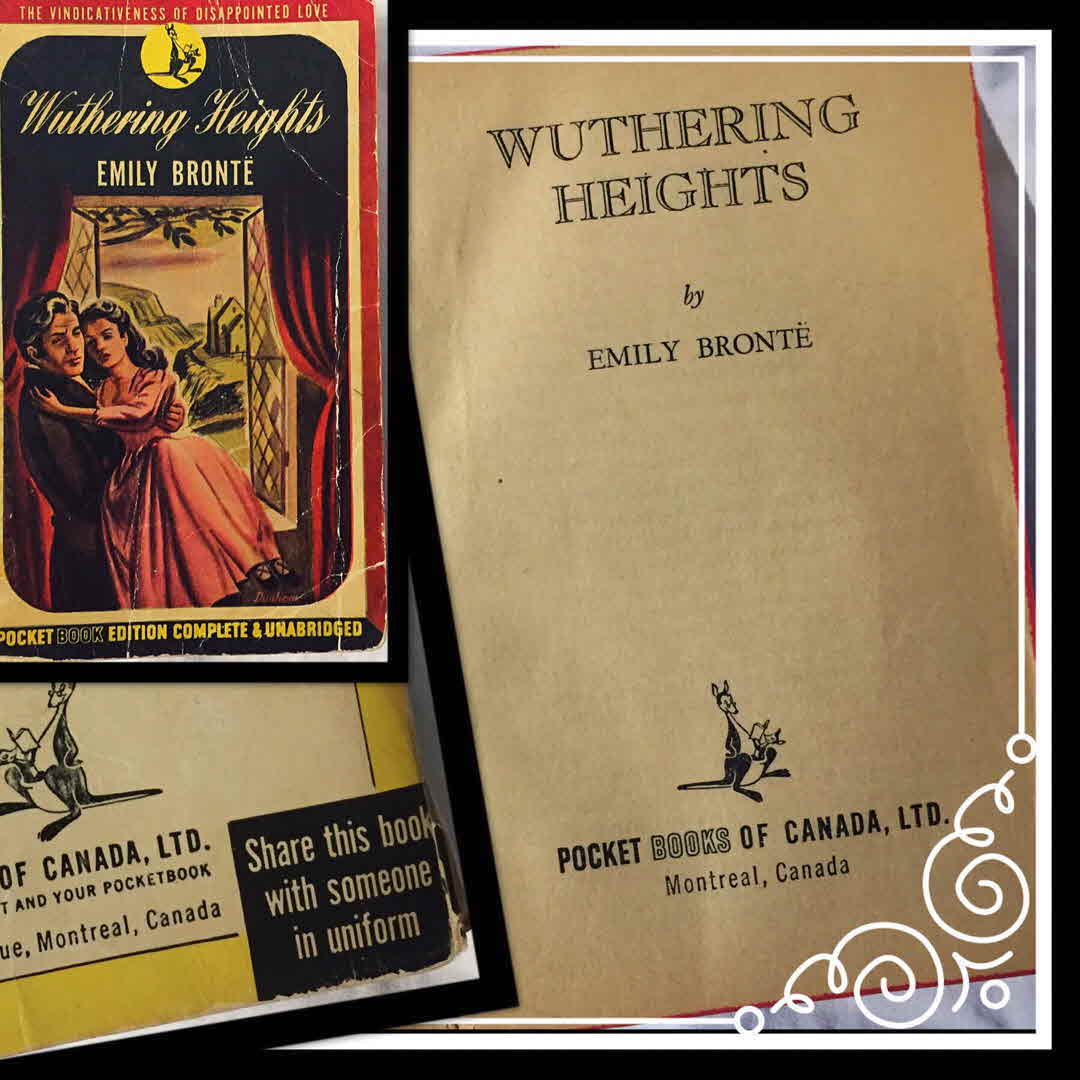 THE VINDICATIVENESS OF DISAPPOINTED LOVE
Wuthering Heights
EMILY BRONTË
POCKET BOOK EDITION COMPLETE & UNABRIDGED
OF CANADA, LTD.
T AND YOUR POCKETBOOK
ue, Montreal, Canada
Share this book
with someone
in uniform
WUTHERING
HEIGHTS
by
EMILY BRONTË
POCKET BOOKS OF CANADA, LTD.
Montreal, Canada